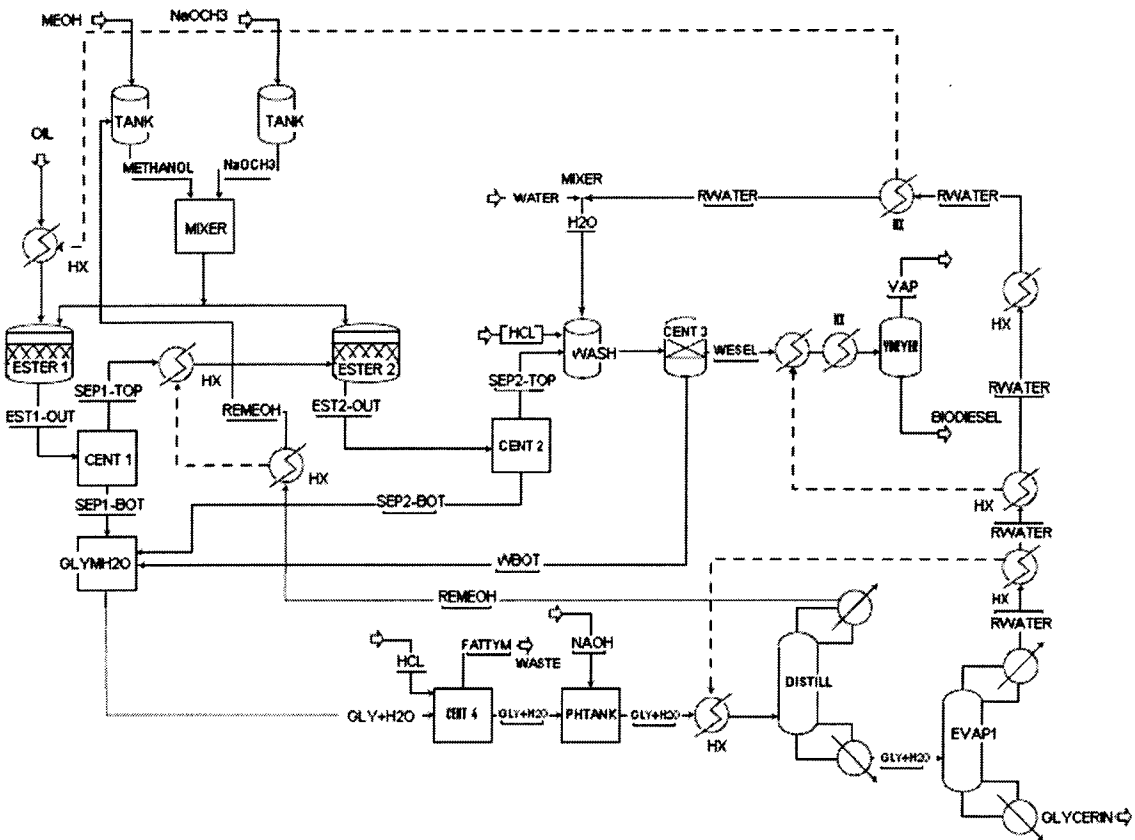 MEOH
NaOCH3
TANK
TANK
OIL
METHANOL
NaOCH3
MIXER
WATER
MIXER
H2O
RWATER
RWATER
HX
MIXER
HX
VAP
HX
HX
ESTER 1
ESTER 2
HCL
WASH
CENT 3
WESEL
SEP1-TOP
HX
SEP2-TOP
RWATER
EST1-OUT
REMEOH
EST2-OUT
BIODIESEL
CENT 1
HX
CENT 2
HX
SEP1-BOT
SEP2-BOT
RWATER
GLYMH2O
WBOT
HX
REMEOH
RWATER
HCL
FATTYM
WASTE
NAOH
DISTILL
GLY+H2O
CENT 4
GLY+H2O
PHTANK
GLY+H2O
HX
GLY+H2O
EVAP1
GLYCERIN